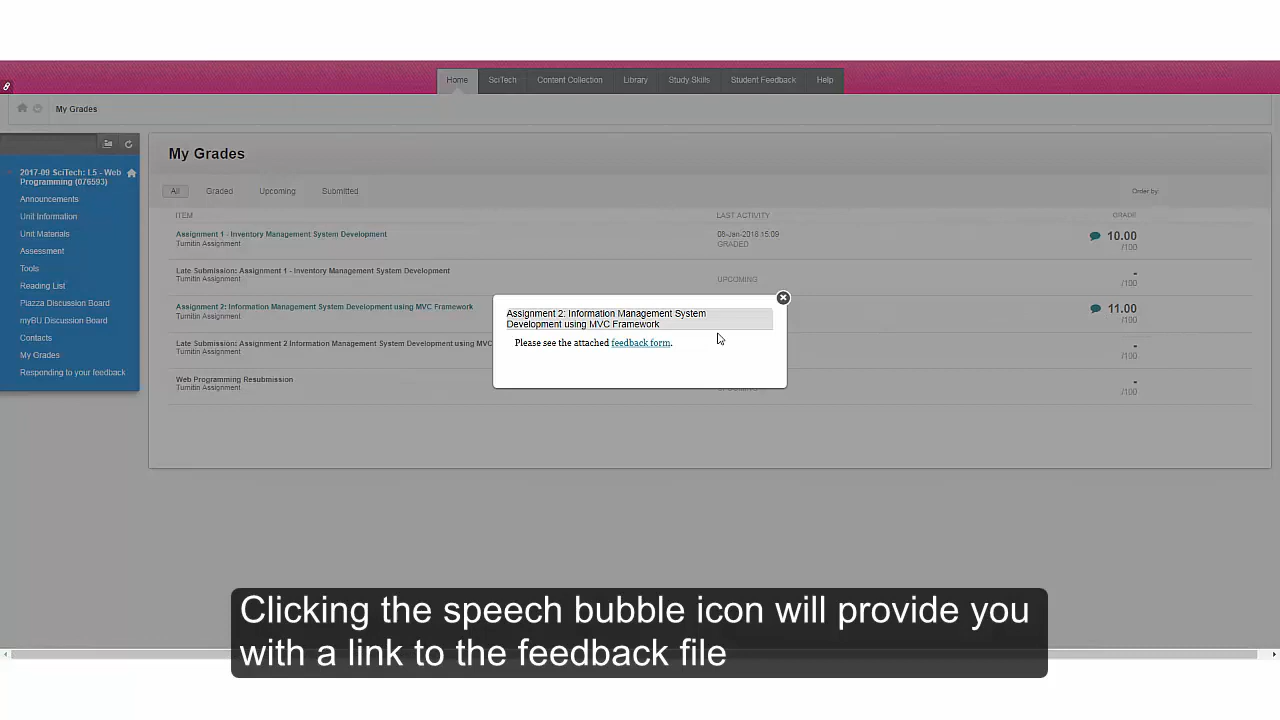 Home SciTech Content Collection Library Study Skills Student Feedback Help
My Grades
2017-09 SciTech: L5 - Web
Programming (076593)
Announcements
Unit Information
Unit Materials
Assessment
Tools
Reading List
Piazza Discussion Board
myBU Discussion Board
Contacts
My Grades
Responding to your feedback
My Grades
All Graded Upcoming Submitted
Order by:
ITEM LAST ACTIVITY GRADE
Assignment 1 - Inventory Management System Development 08-Jan-2018 15:09 10.00
Turnitin Assignment GRADED /100
Late Submission: Assignment 1 - Inventory Management System Development -
Turnitin Assignment UPCOMING /100
Assignment 2: Information Management System Development using MVC Framework 11.00
Turnitin Assignment /100
Late Submission: Assignment 2 Information Management System Development using MVC -
Turnitin Assignment /100
Web Programming Resubmission -
Turnitin Assignment /100
Assignment 2: Information Management System
Development using MVC Framework
Please see the attached feedback form.
Clicking the speech bubble icon will provide you
with a link to the feedback file